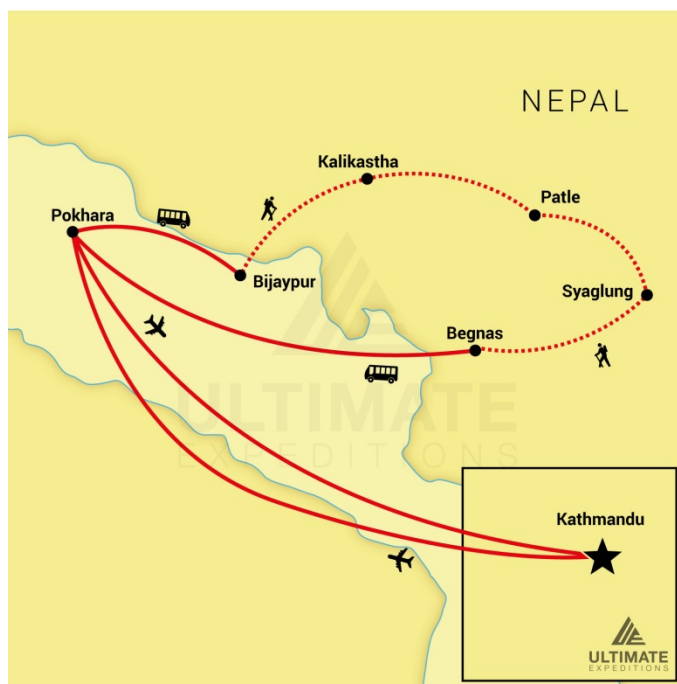 NEPAL
Kalikastha
Patle
Pokhara
Bijaypur
Syaglung
Begnas
ULTIMATE
EXPEDITIONS
Kathmandu
ULTIMATE
EXPEDITIONS